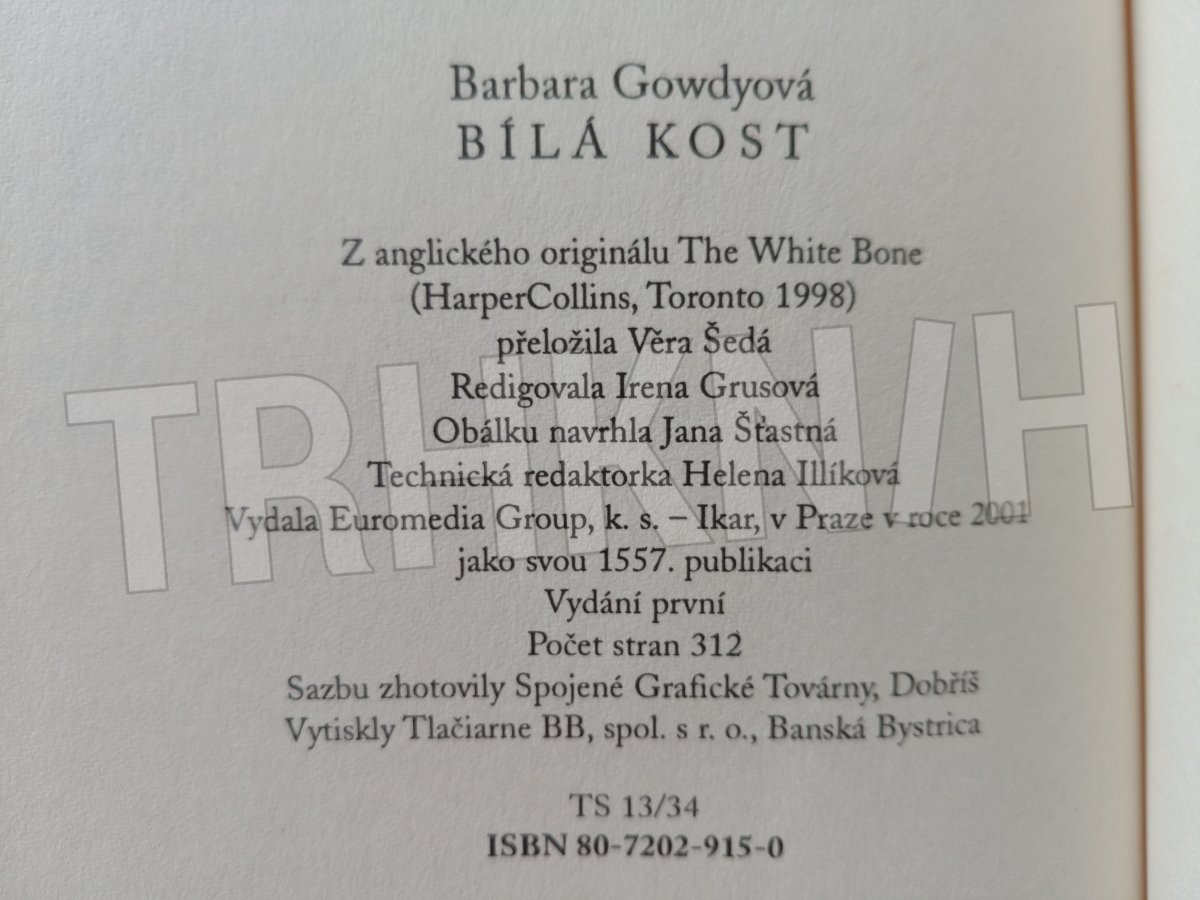 Barbara Gowdyová
BÍLÁ KOST
Z anglického originálu The White Bone
(HarperCollins, Toronto 1998)
přeložila Věra Šedá
Redigovala Irena Grusová
Obálku navrhla Jana Šťastná
Technická redaktorka Helena Illíková
Vydala Euromedia Group, k. s. – Ikar, v Praze v roce 2001
jako svou 1557. publikaci
Vydání první
Počet stran 312
Sazbu zhotovily Spojené Grafické Továrny, Dobříš
Vytiskly Tlačiarne BB, spol. s r. o., Banská Bystrica
TS 13/34
ISBN 80-7202-915-0
TRHKNIH